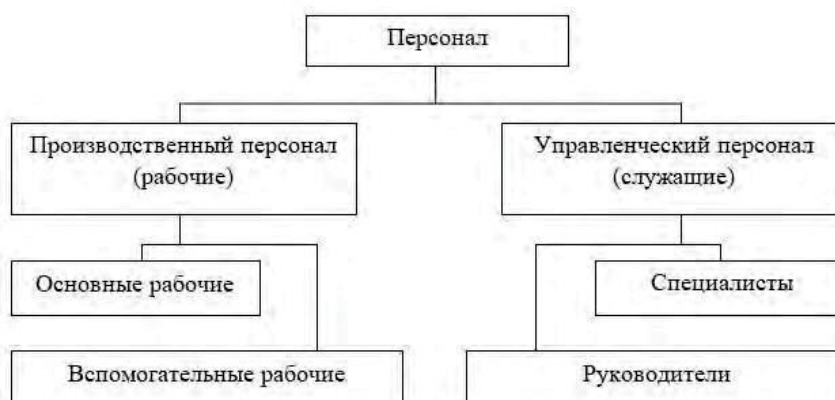 Персонал
Производственный персонал
(рабочие)
Управленческий персонал
(служащие)
Основные рабочие
Специалисты
Вспомогательные рабочие
Руководители